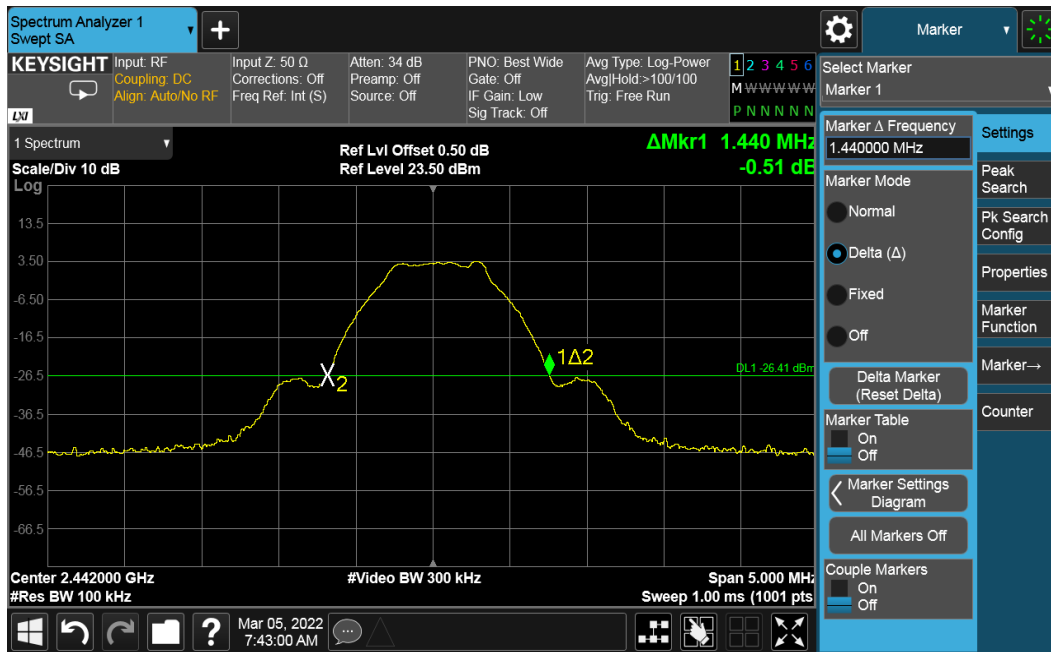 Spectrum Analyzer 1
Swept SA
+
Marker
KEYSIGHT
LXI
Input: RF
Coupling: DC
Align: Auto/No RF
Input Z: 50 Ω
Corrections: Off
Freq Ref: Int (S)
Atten: 34 dB
Preamp: Off
Source: Off
PNO: Best Wide
Gate: Off
IF Gain: Low
Sig Track: Off
Avg Type: Log-Power
Avg|Hold:>100/100
Trig: Free Run
1 2 3 4 5 6
M W W W W W
P N N N N N
Select Marker
Marker 1
1 Spectrum
Scale/Div 10 dB
Log
Ref Lvl Offset 0.50 dB
Ref Level 23.50 dBm
ΔMkr1 1.440 MHz
-0.51 dB
13.5
3.50
-6.50
-16.5
-26.5
-36.5
-46.5
-56.5
-66.5
X2
1Δ2
DL1 -26.41 dBm
Center 2.442000 GHz
#Res BW 100 kHz
#Video BW 300 kHz
Span 5.000 MHz
Sweep 1.00 ms (1001 pts
Marker Δ Frequency
1.440000 MHz
Marker Mode
Normal
Delta (Δ)
Fixed
Off
Delta Marker
(Reset Delta)
Marker Table
On
Off
Marker Settings
Diagram
All Markers Off
Couple Markers
On
Off
Settings
Peak
Search
Pk Search
Config
Properties
Marker
Function
Marker→
Counter
?
Mar 05, 2022
7:43:00 AM